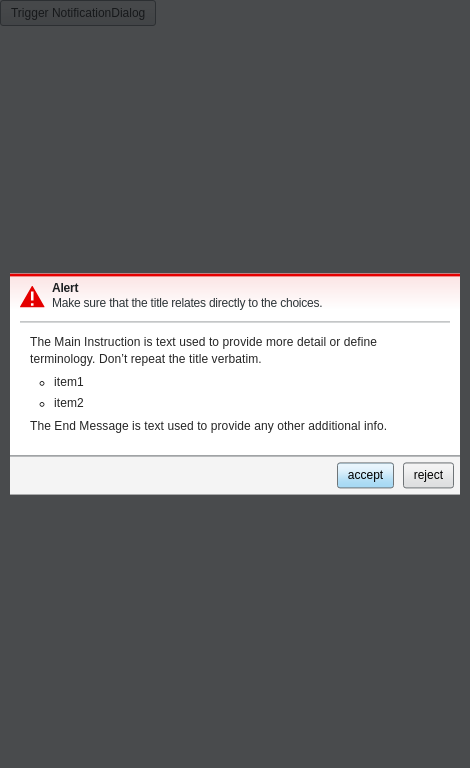 Trigger NotificationDialog
Alert
Make sure that the title relates directly to the choices.
The Main Instruction is text used to provide more detail or define
terminology. Don’t repeat the title verbatim.
item1
item2
The End Message is text used to provide any other additional info.
accept
reject